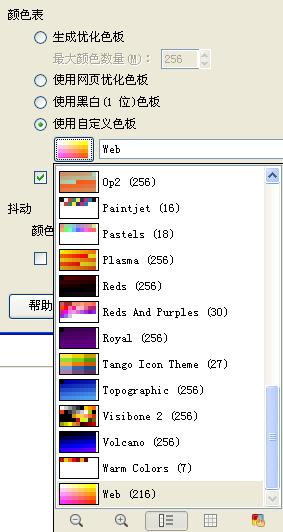 颜色表
生成优化色板
最大颜色数量(M)： 256
使用网页优化色板
使用黑白(1 位)色板
使用自定义色板
Web
Op2 (256)
Paintjet (16)
抖动
Pastels (18)
颜色
Plasma (256)
Reds (256)
帮助
Reds And Purples (30)
Royal (256)
Tango Icon Theme (27)
Topographic (256)
Visibone 2 (256)
Volcano (256)
Warm Colors (7)
Web (216)